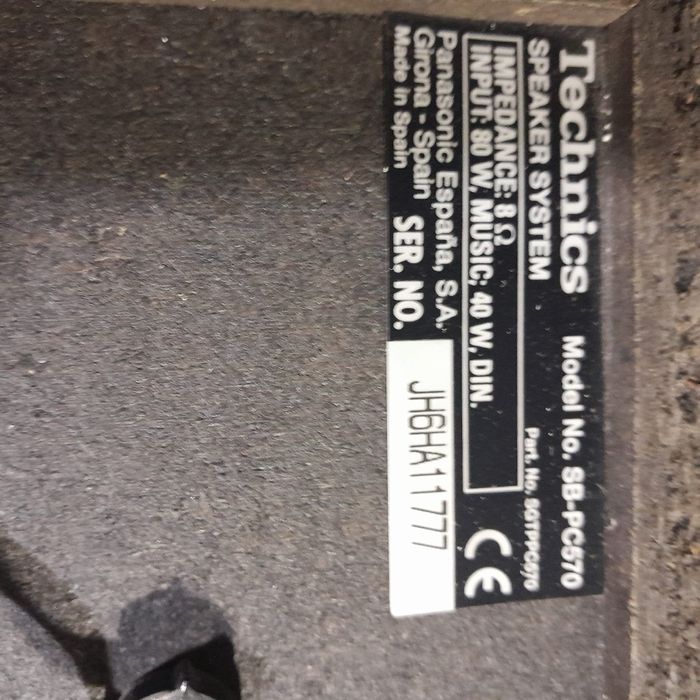 Technics Model No. SB-PC570
SPEAKER SYSTEM Part. No. SGTPPC570
IMPEDANCE: 8 Ω
INPUT: 80 W, MUSIC; 40 W, DIN.
Panasonic España, S.A.
Girona - Spain
Made in Spain
SER. NO. JH6HA11777
CE